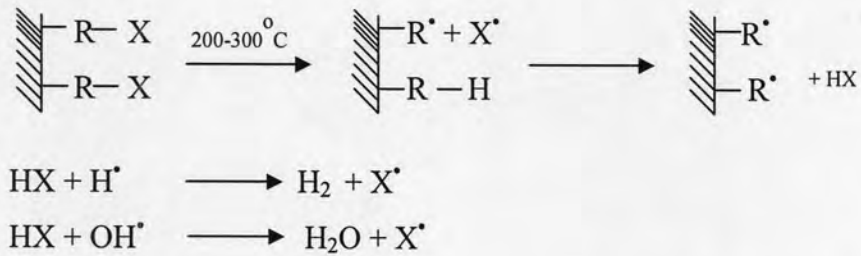 R—X 200-300°C R• + X• R•
R—X R—H R• + HX
HX + H• → H₂ + X•
HX + OH• → H₂O + X•